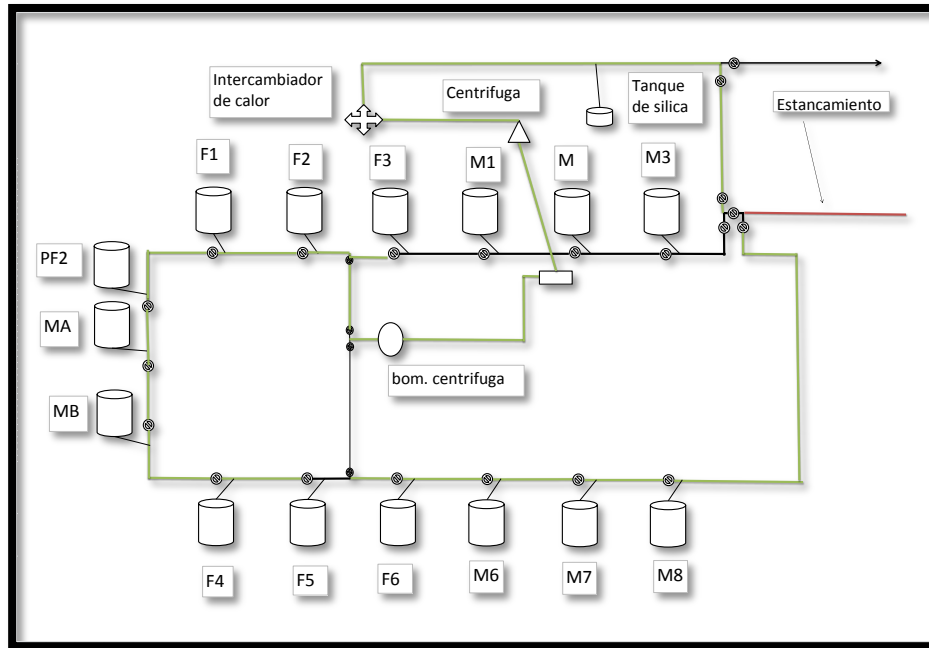 Intercambiador
de calor
Centrifuga
Tanque
de silica
Estancamiento
F1
F2
F3
M1
M
M3
PF2
MA
MB
bom. centrifuga
F4
F5
F6
M6
M7
M8